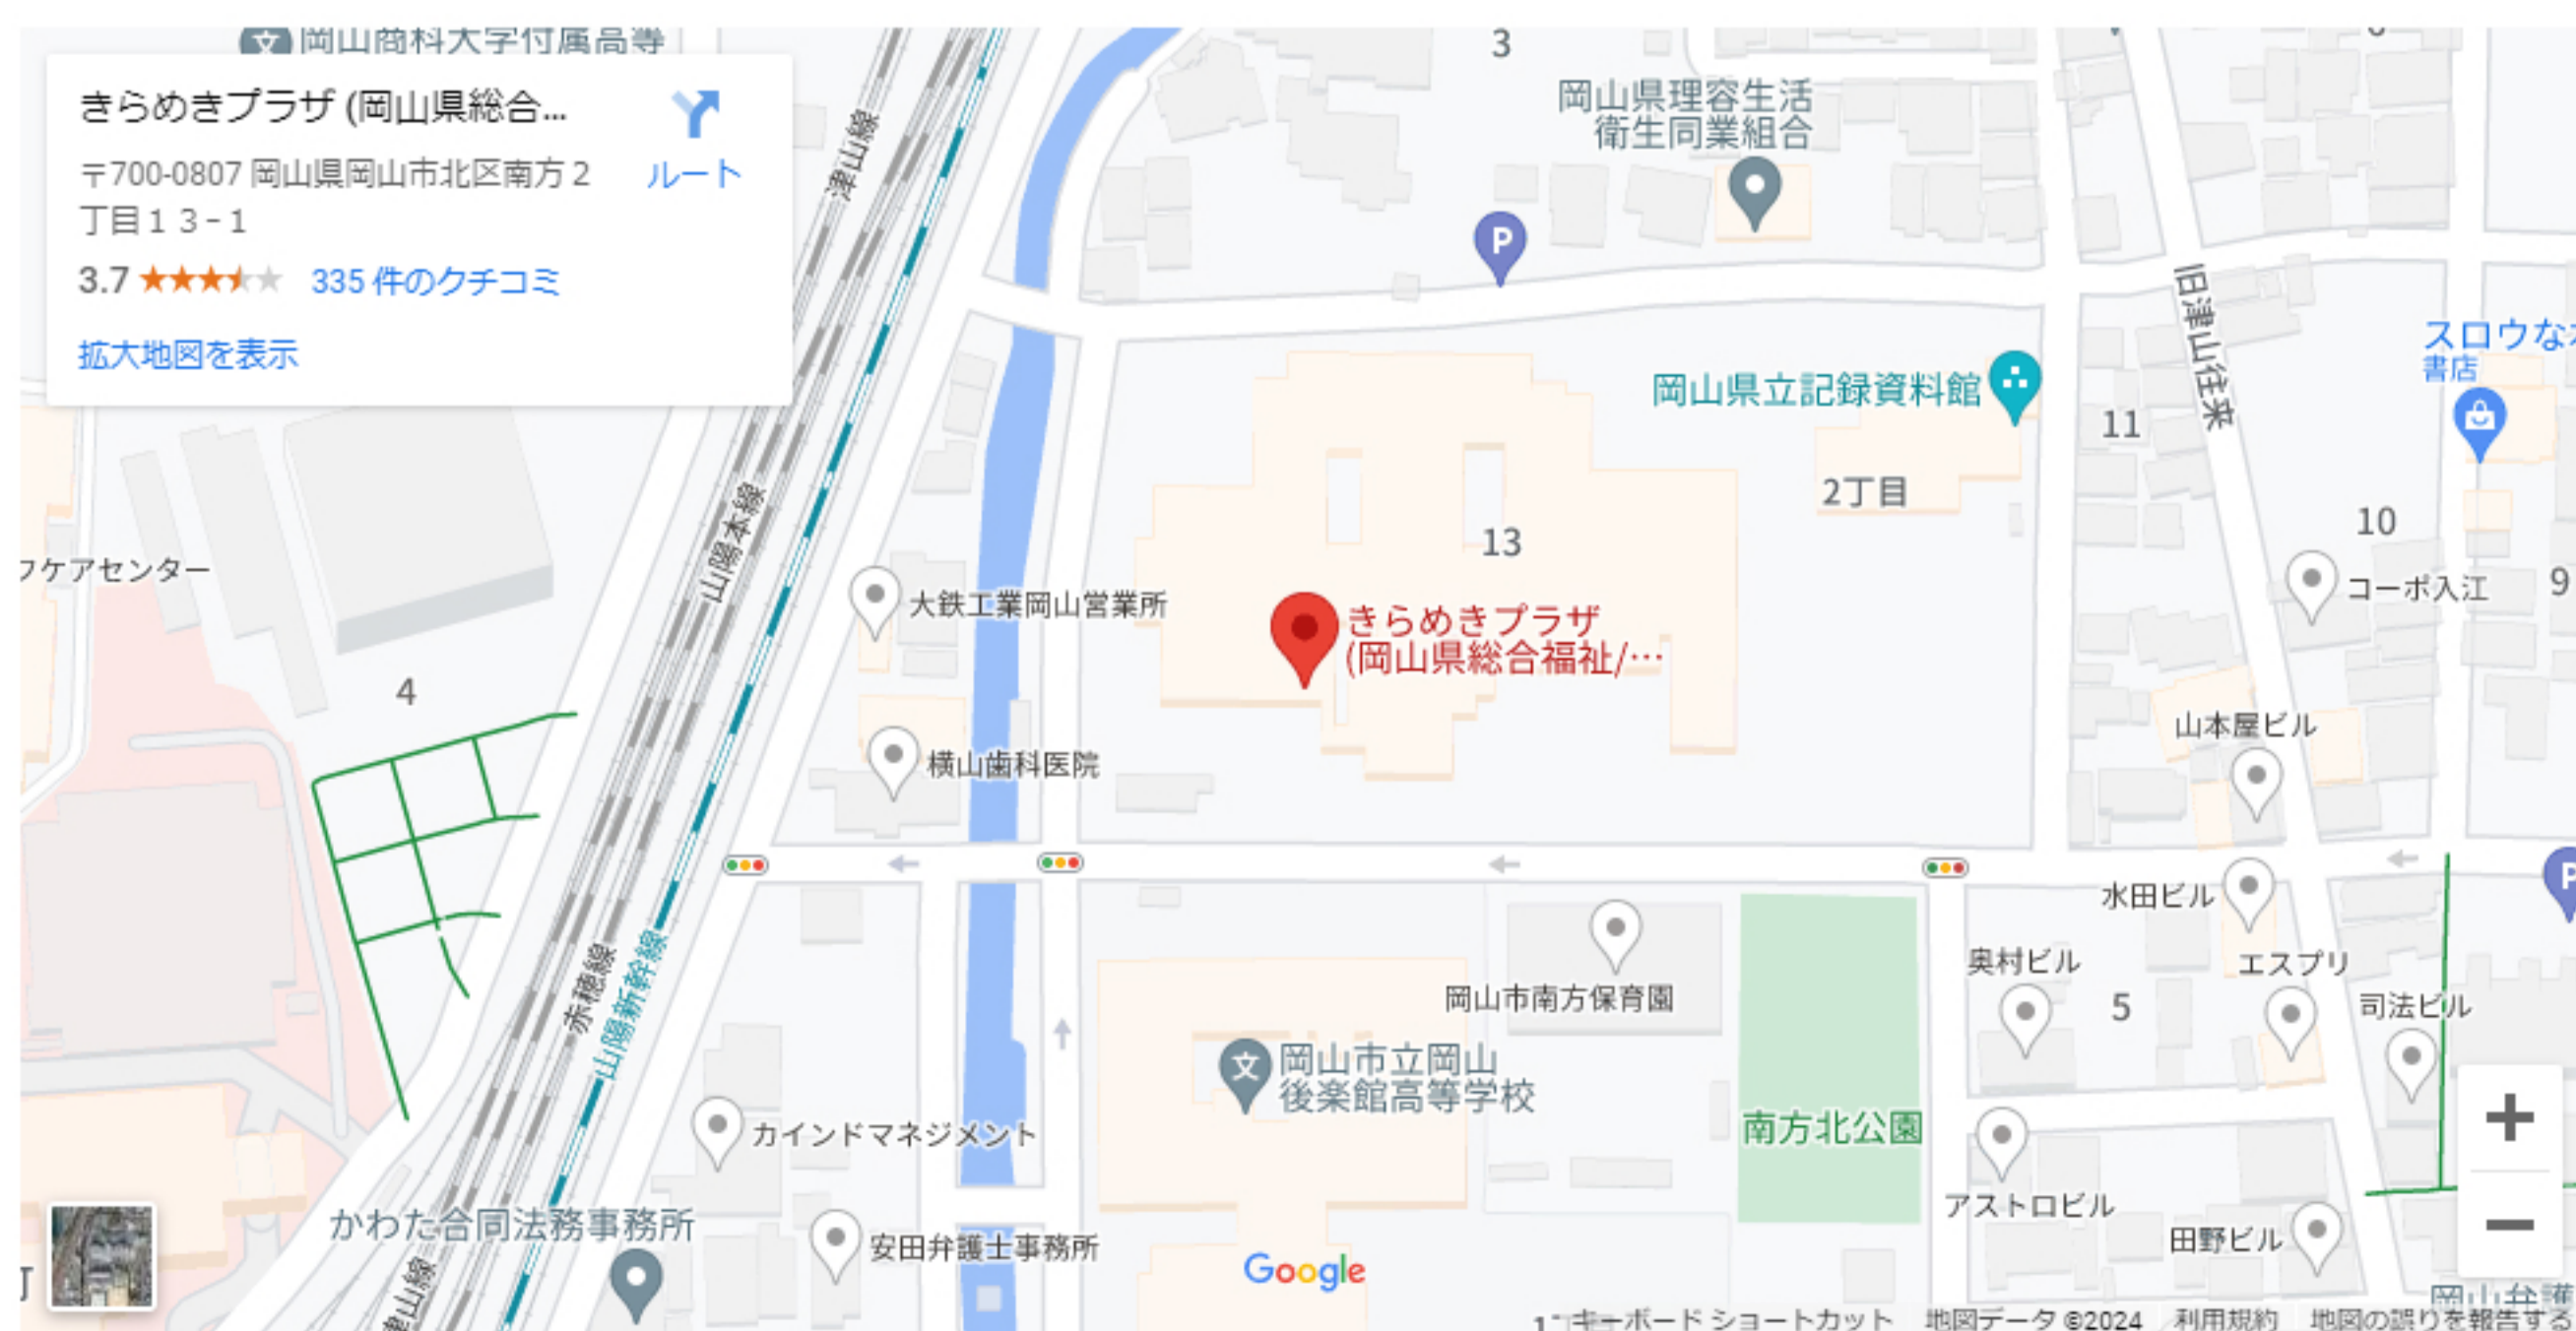 岡山商科大学付属高等
きらめきプラザ (岡山県総合...
ルート
〒700-0807 岡山県岡山市北区南方２
丁目１３−１
3.7
335 件のクチコミ
拡大地図を表示
津山線
3
岡山県理容生活
衛生同業組合
P
旧津山往来
スロウな
書店
岡山県立記録資料館
2丁目
11
10
9
13
山陽本線
フケアセンター
大鉄工業岡山営業所
きらめきプラザ
(岡山県総合福祉/…
コーポ入江
4
横山歯科医院
山本屋ビル
水田ビル
P
奥村ビル
エスプリ
5
司法ビル
赤穂線
山陽新幹線
岡山市南方保育園
文
岡山市立岡山
後楽館高等学校
南方北公園
カインドマネジメント
アストロビル
かわた合同法務事務所
安田弁護士事務所
田野ビル
津山線
Google
岡山弁護
キーボード ショートカット
地図データ ©2024
利用規約
地図の誤りを報告する